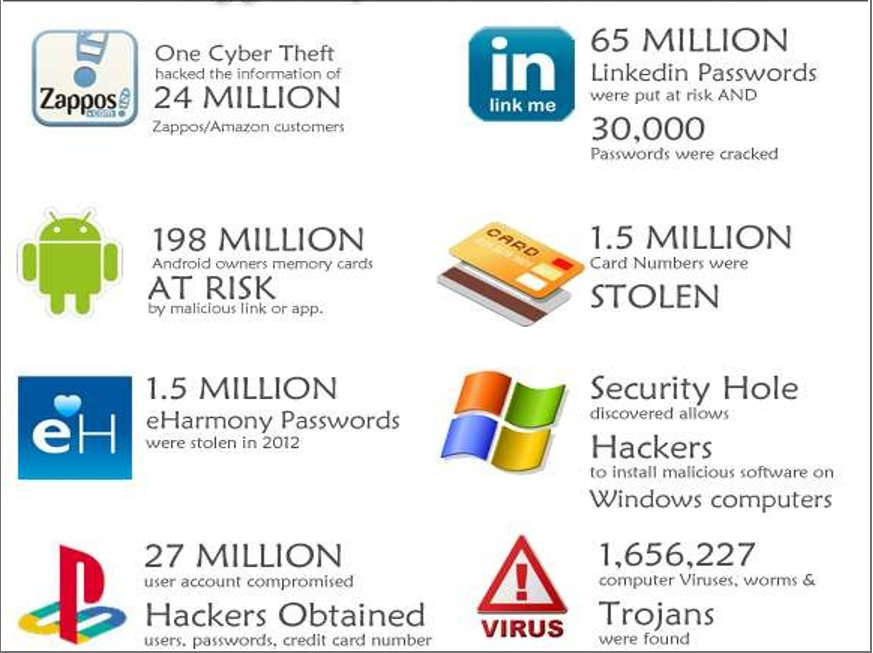 Zappos!
.com
One Cyber Theft
hacked the information of
24 MILLION
Zappos/Amazon customers
in
link me
65 MILLION
Linkedin Passwords
were put at risk AND
30,000
Passwords were cracked
198 MILLION
Android owners memory cards
AT RISK
by malicious link or app.
CARD
1.5 MILLION
Card Numbers were
STOLEN
eH
1.5 MILLION
eHarmony Passwords
were stolen in 2012
Security Hole
discovered allows
Hackers
to install malicious software on
Windows computers
27 MILLION
user account compromised
Hackers Obtained
users, passwords, credit card number
VIRUS
1,656,227
computer Viruses, worms &
Trojans
were found